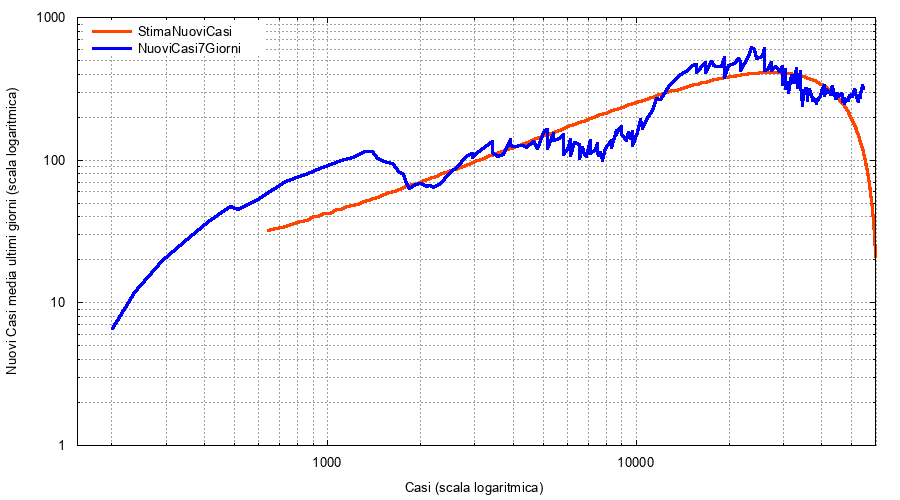 1000
StimaNuoviCasi
NuoviCasi7Giorni
100
10
1
1000
10000
Nuovi Casi media ultimi giorni (scala logaritmica)
Casi (scala logaritmica)